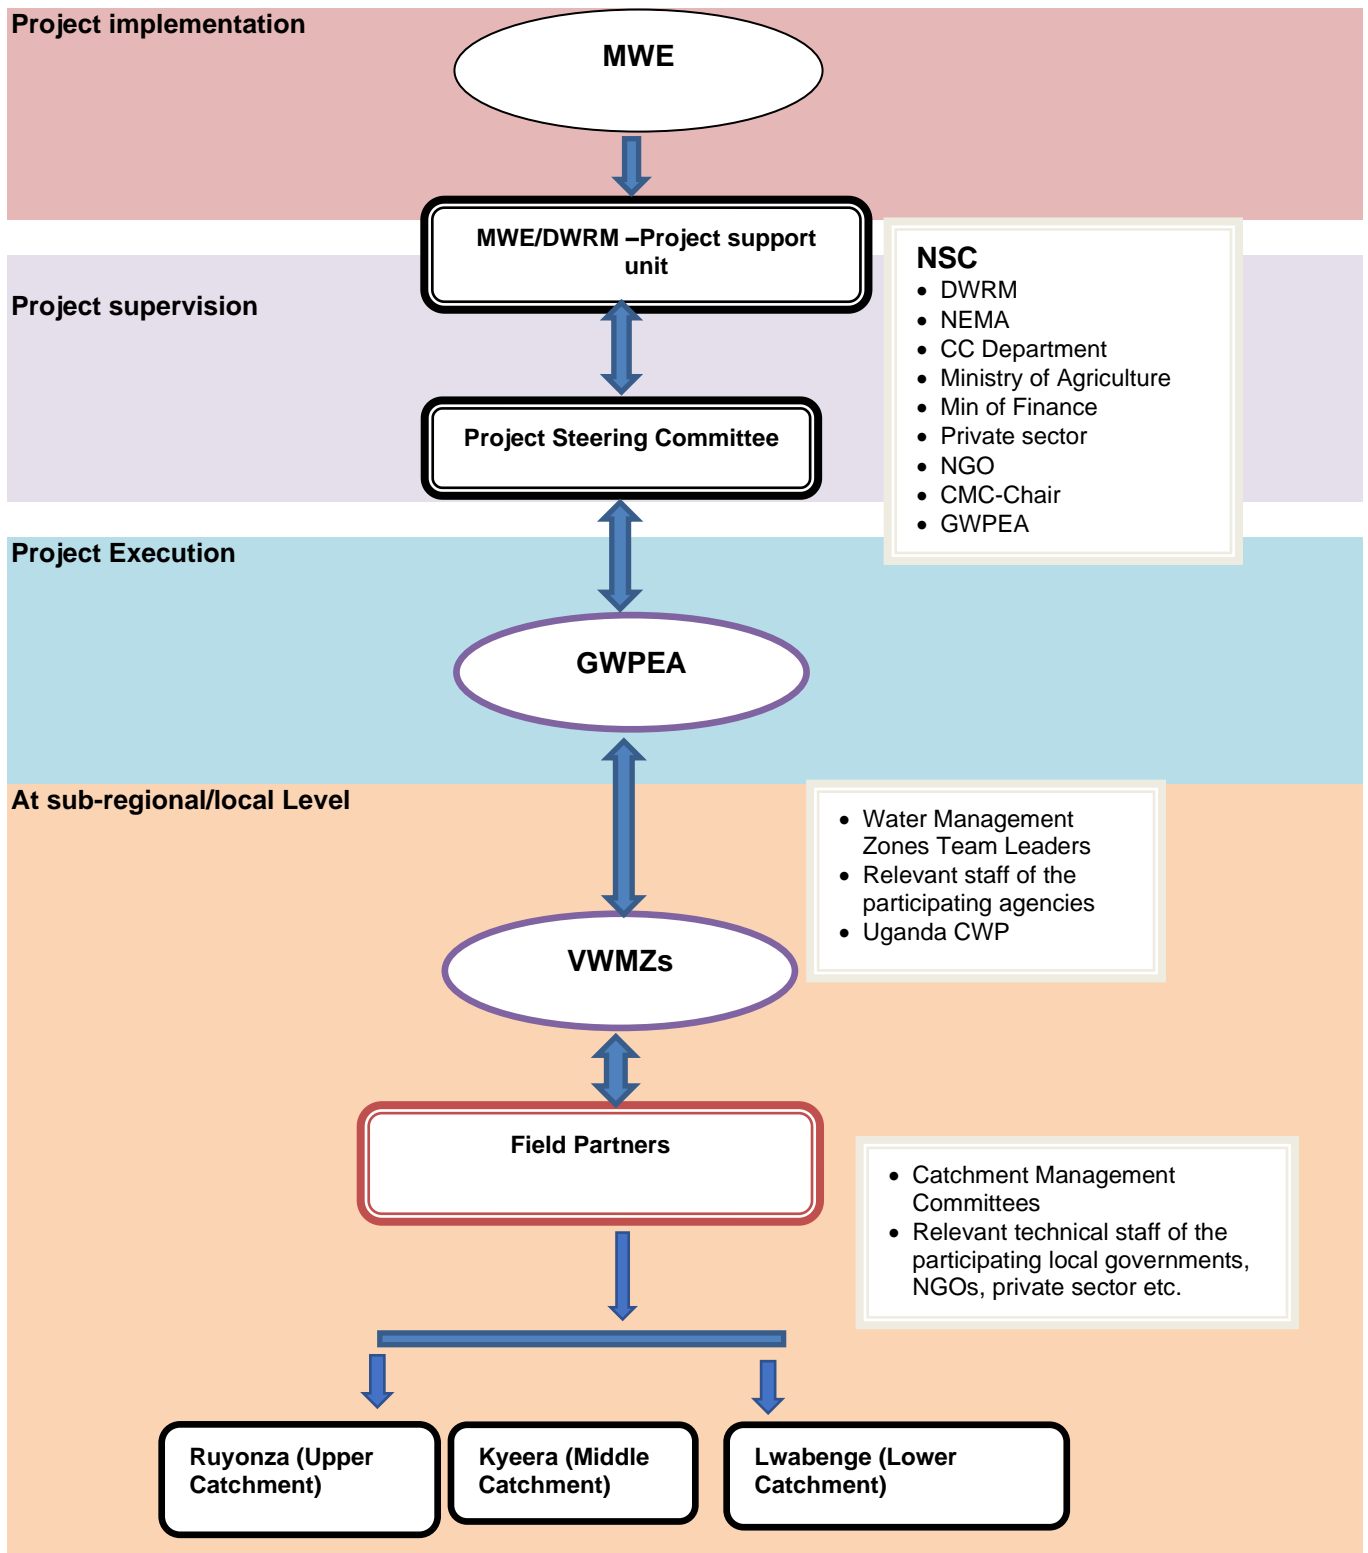 Project implementation
MWE
MWE/DWRM –Project support
unit
NSC
• DWRM
• NEMA
• CC Department
• Ministry of Agriculture
• Min of Finance
• Private sector
• NGO
• CMC-Chair
• GWPEA
Project supervision
Project Steering Committee
Project Execution
GWPEA
At sub-regional/local Level
• Water Management
Zones Team Leaders
• Relevant staff of the
participating agencies
• Uganda CWP
VWMZs
Field Partners
• Catchment Management
Committees
• Relevant technical staff of the
participating local governments,
NGOs, private sector etc.
Ruyonza (Upper
Catchment)
Kyeera (Middle
Catchment)
Lwabenge (Lower
Catchment)